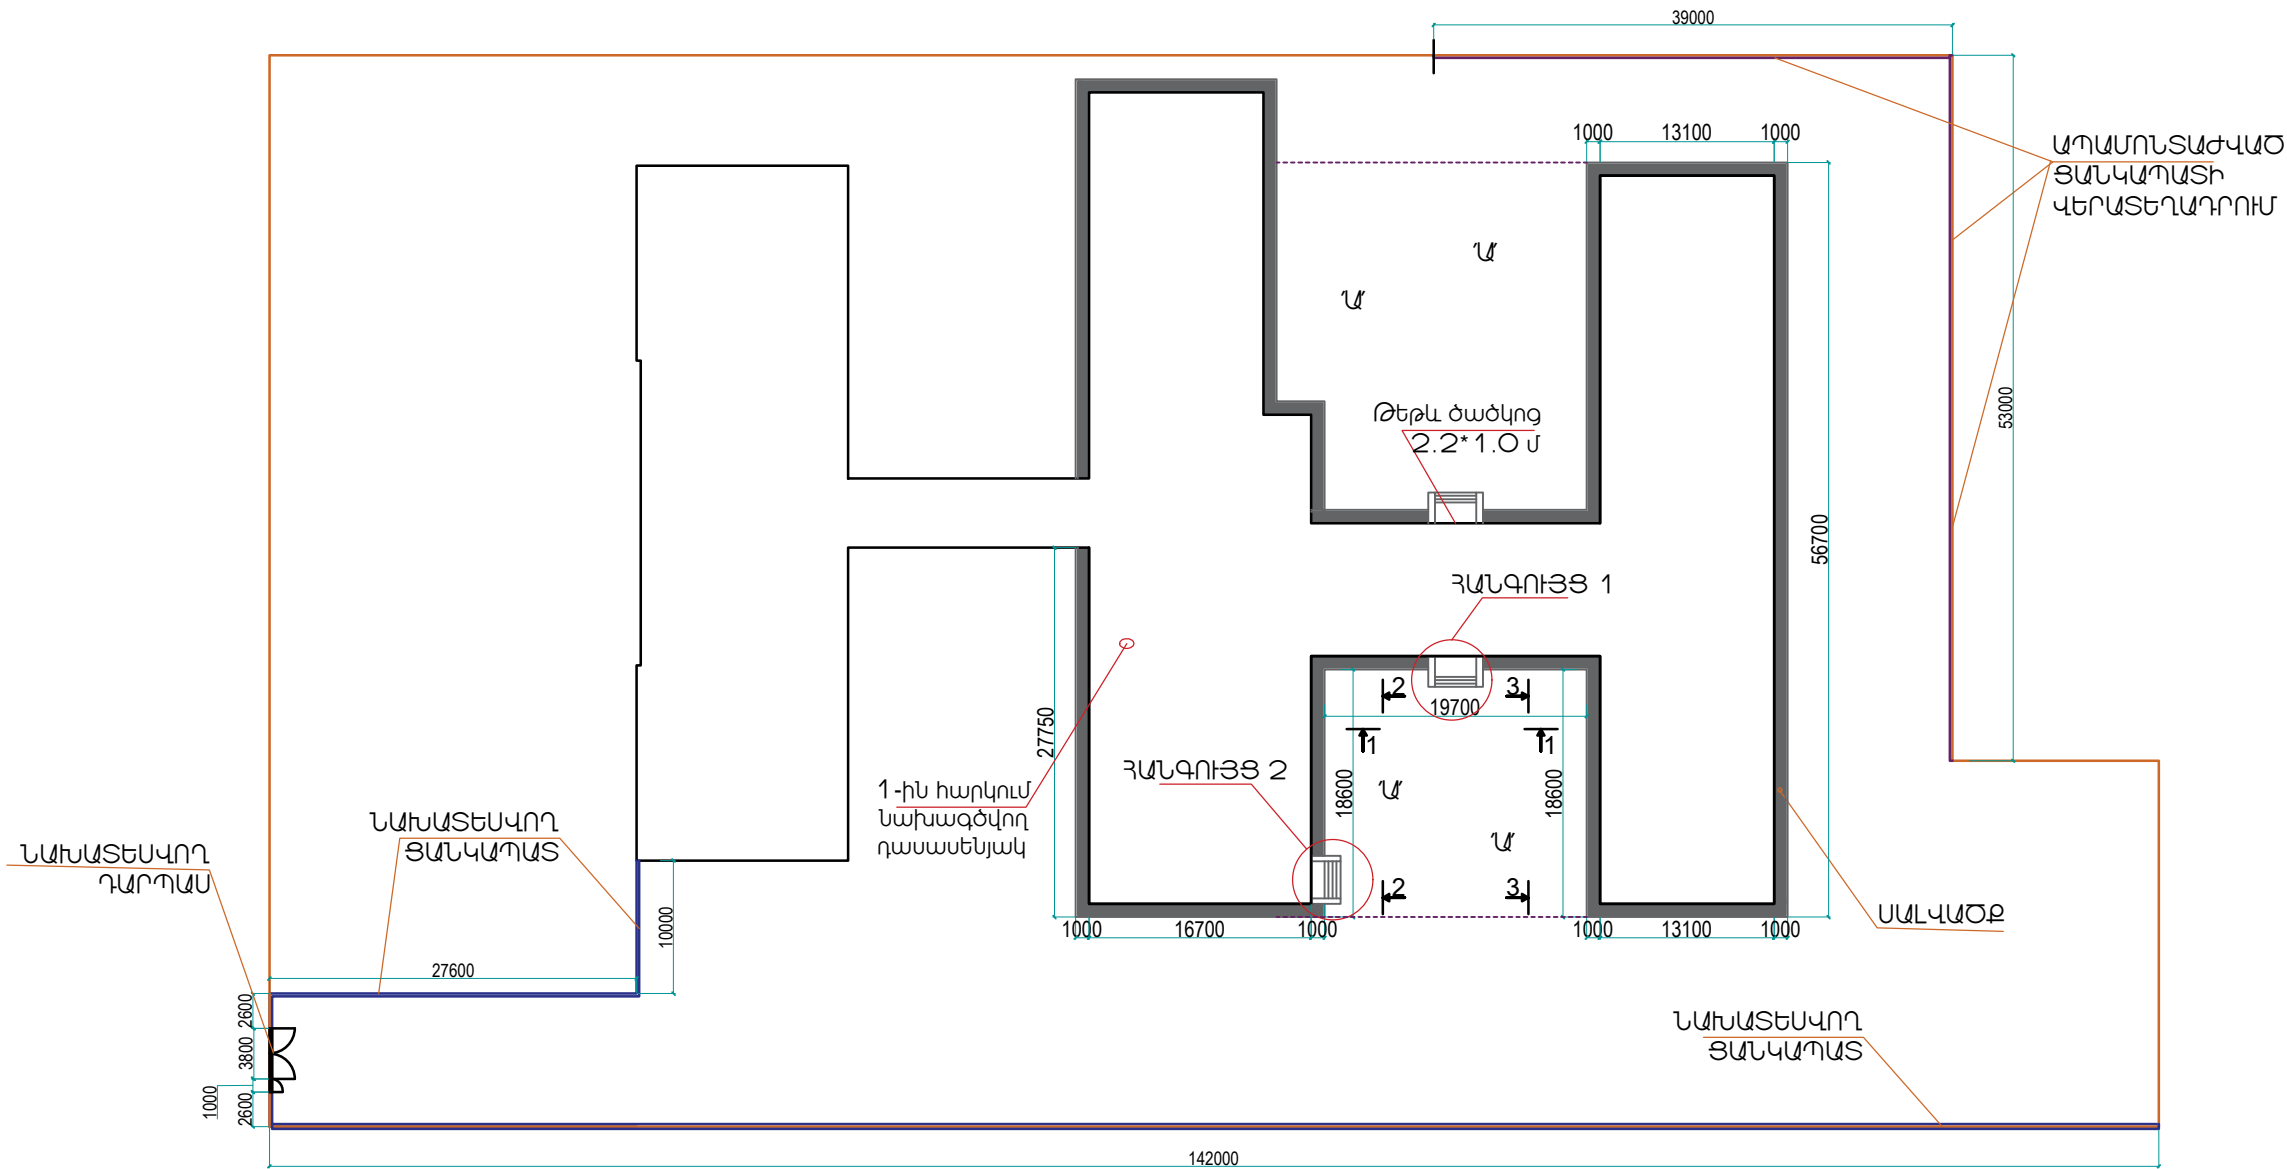 39000
1000 13100 1000
ԱՊԱՄՈՆՏԱԺՎԱԾ
ՑԱՆԿԱՊԱՏԻ
ՎԵՐԱՏԵՂԱԴՐՈՒՄ
'Ա'
'Ա'
53000
Թեթև ծածկոց
2.2*1.0 մ
56700
ՀԱՆԳՈՒՅՑ 1
2 3
19700
27750
1 1
ՀԱՆԳՈՒՅՑ 2
1-ին հարկում
նախագծվող
դասասենյակ
18600
'Ա'
18600
ՆԱԽԱՏԵՍՎՈՂ
ՑԱՆԿԱՊԱՏ
ՆԱԽԱՏԵՍՎՈՂ
ԴԱՐՊԱՍ
'Ա'
2 3
ՍԱԼՎԱԾՔ
10000
1000 16700 1000
1000 13100 1000
27600
2600
3800
1000
2600
ՆԱԽԱՏԵՍՎՈՂ
ՑԱՆԿԱՊԱՏ
142000